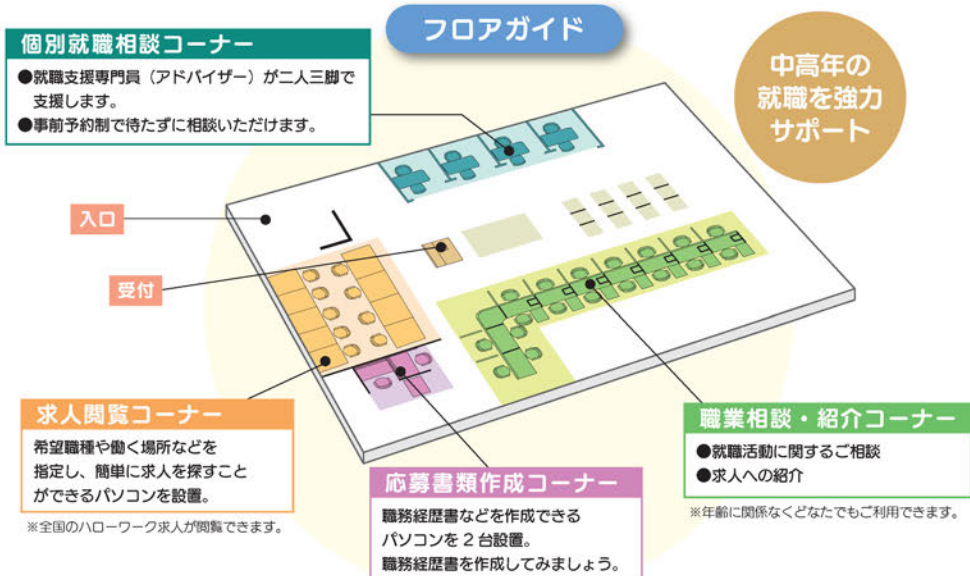 フロアガイド
個別就職相談コーナー
●就職支援専門員（アドバイザー）が二人三脚で
支援します。
●事前予約制で待たずに相談いただけます。
中高年の
就職を強力
サポート
入口
受付
求人閲覧コーナー
希望職種や働く場所などを
指定し、簡単に求人を探すこと
ができるパソコンを設置。
※全国のハローワーク求人が閲覧できます。
応募書類作成コーナー
職務経歴書などを作成できる
パソコンを2台設置。
職務経歴書を作成してみましょう。
職業相談・紹介コーナー
●就職活動に関するご相談
●求人への紹介
※年齢に関係なくどなたでもご利用できます。